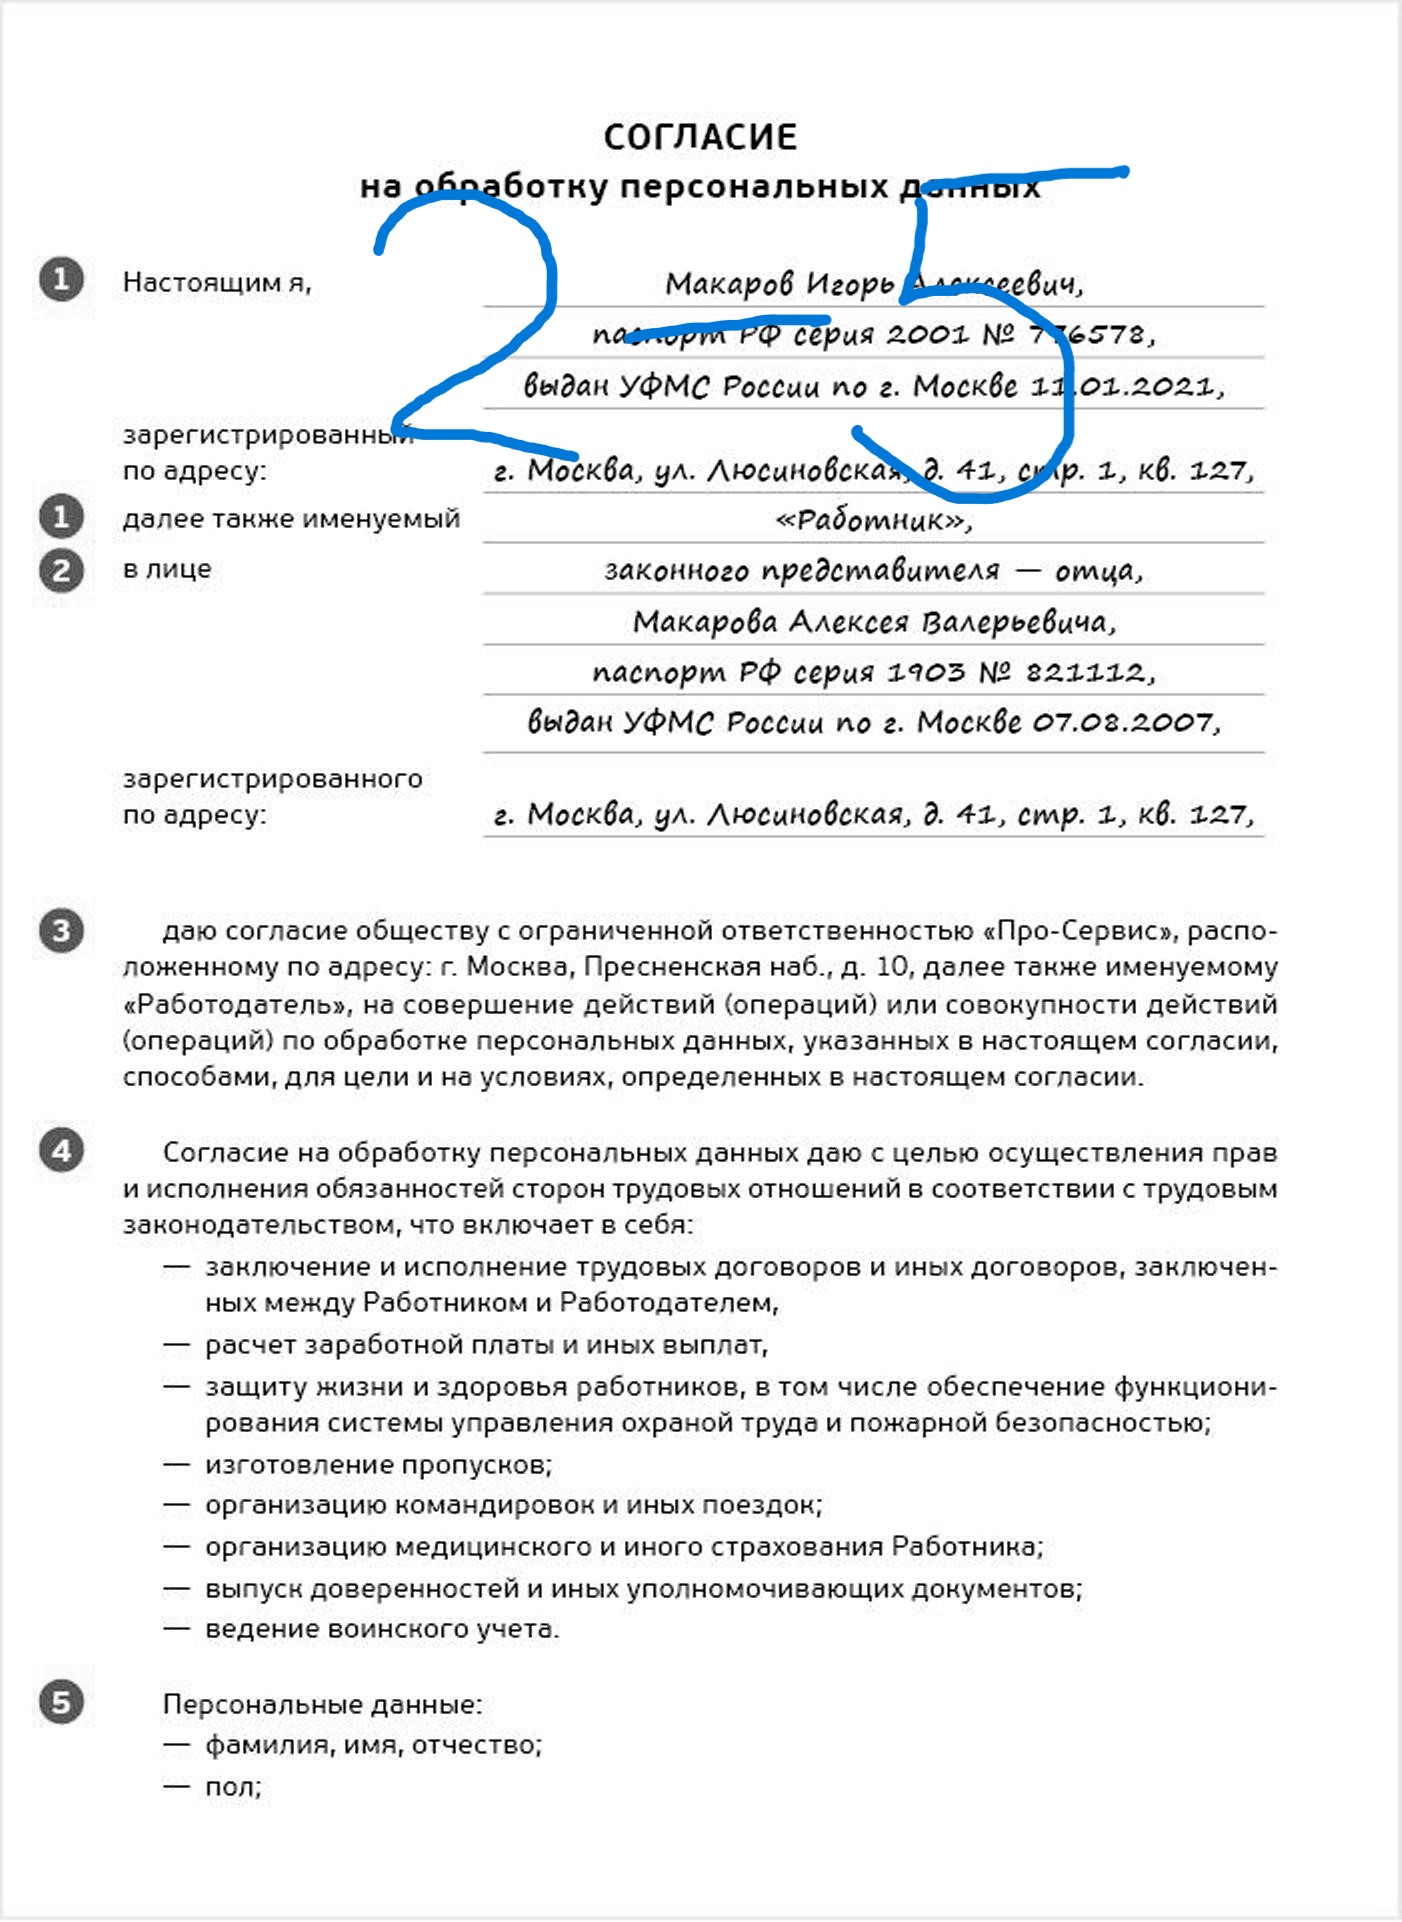 СОГЛАСИЕ
на обработку персональных данных
2-5
1 Настоящим я, Макаров Игорь Алексеевич,
паспорт РФ серия 2001 № 776578,
выдан УФМС России по г. Москве 11.01.2021,
зарегистрированный
по адресу: г. Москва, ул. Люсиновская, д. 41, стр. 1, кв. 127,
1 далее также именуемый «Работник»,
2 в лице законного представителя — отца,
Макарова Алексея Валерьевича,
паспорт РФ серия 1903 № 821112,
выдан УФМС России по г. Москве 07.08.2007,
зарегистрированного
по адресу: г. Москва, ул. Люсиновская, д. 41, стр. 1, кв. 127,
3 даю согласие обществу с ограниченной ответственностью «Про-Сервис», распо-
ложенному по адресу: г. Москва, Пресненская наб., д. 10, далее также именуемому
«Работодатель», на совершение действий (операций) или совокупности действий
(операций) по обработке персональных данных, указанных в настоящем согласии,
способами, для цели и на условиях, определенных в настоящем согласии.
4 Согласие на обработку персональных данных даю с целью осуществления прав
и исполнения обязанностей сторон трудовых отношений в соответствии с трудовым
законодательством, что включает в себя:
— заключение и исполнение трудовых договоров и иных договоров, заключен-
ных между Работником и Работодателем,
— расчет заработной платы и иных выплат,
— защиту жизни и здоровья работников, в том числе обеспечение функциони-
рования системы управления охраной труда и пожарной безопасностью;
— изготовление пропусков;
— организацию командировок и иных поездок;
— организацию медицинского и иного страхования Работника;
— выпуск доверенностей и иных уполномочивающих документов;
— ведение воинского учета.
5 Персональные данные:
— фамилия, имя, отчество;
— пол;